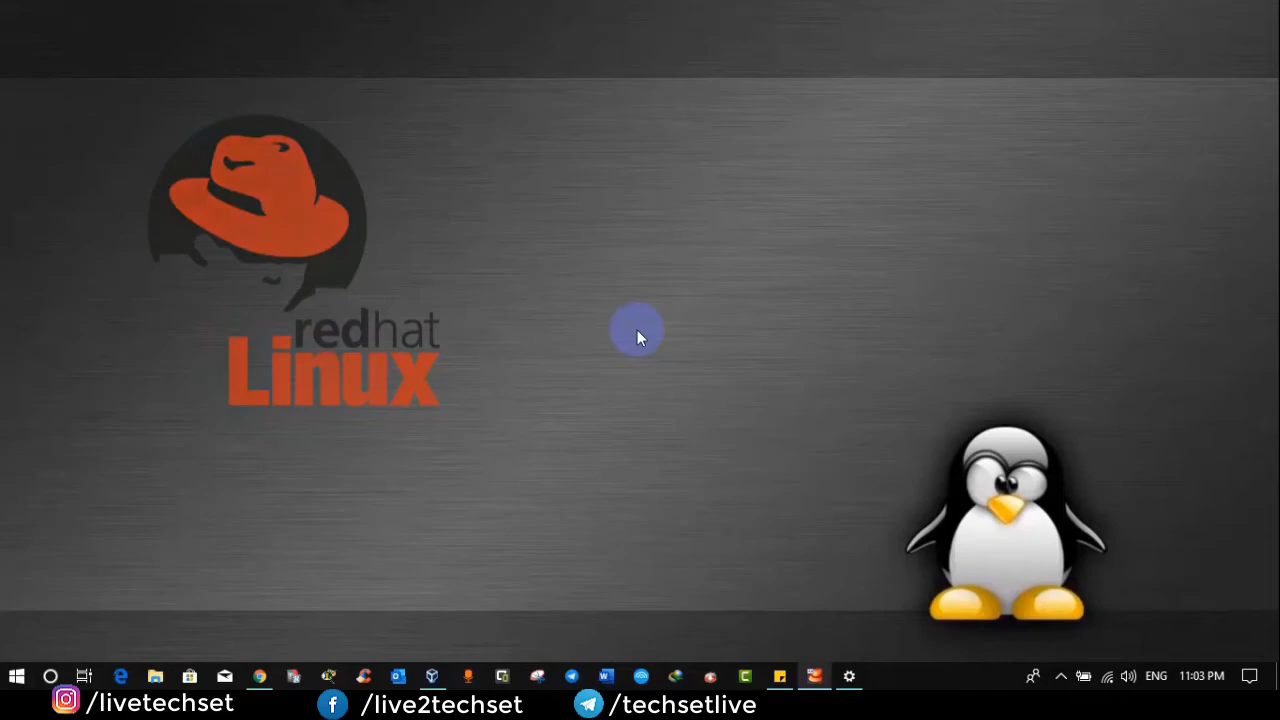 redhat
Linux
ENG
11:03 PM
/livetechset
/live2techset
/techsetlive